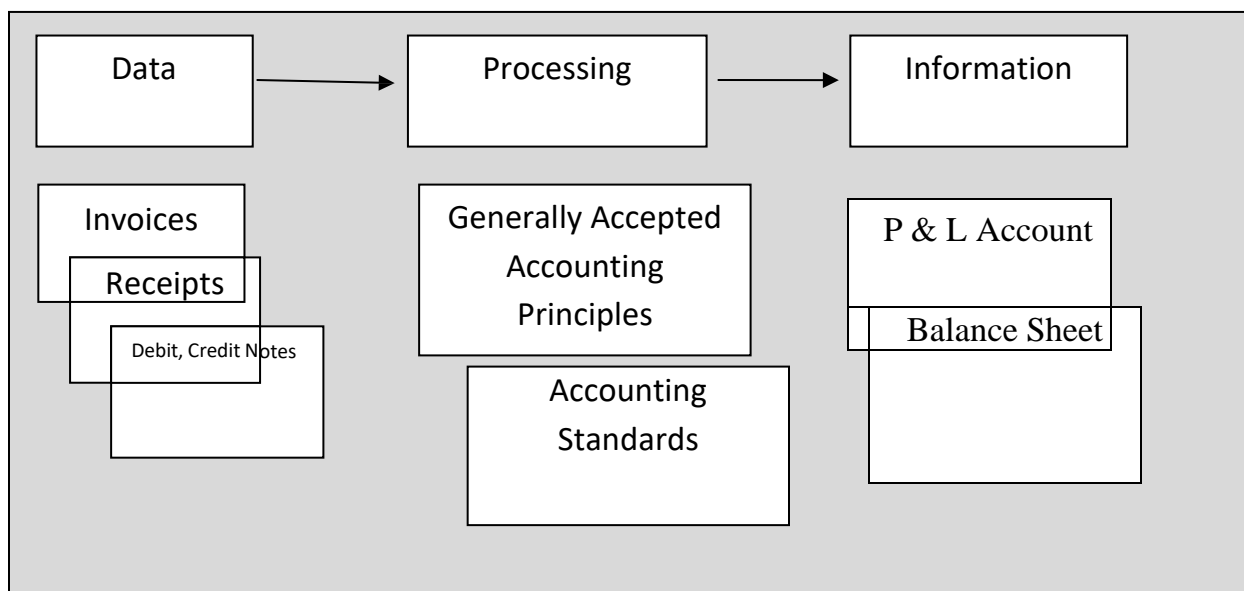 Data
Processing
Information
Invoices
Receipts
Debit, Credit Notes
Generally Accepted
Accounting
Principles
Accounting
Standards
P & L Account
Balance Sheet